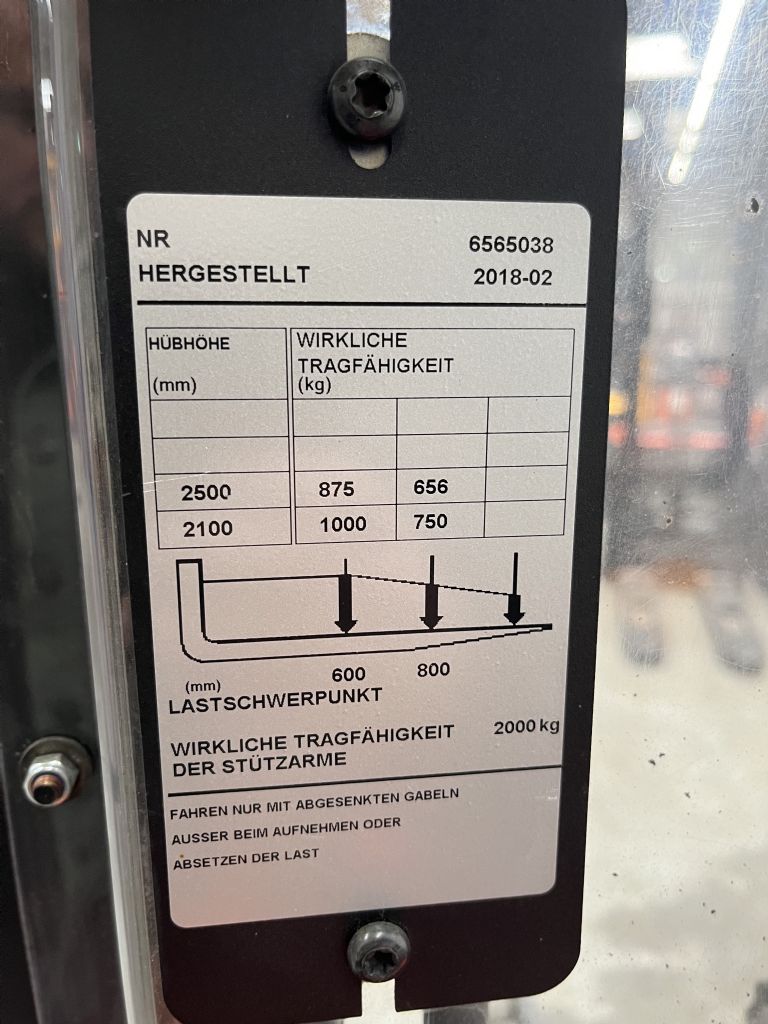 NR 6565038
HERGESTELLT 2018-02
HÜBHÖHE WIRKLICHE
TRAGFÄHIGKEIT
(mm) (kg)
2500 875 656
2100 1000 750
600 800
(mm)
LASTSCHWERPUNKT
WIRKLICHE TRAGFÄHIGKEIT 2000 kg
DER STÜTZARME
FAHREN NUR MIT ABGESENKTEN GABELN
AUSSER BEIM AUFNEHMEN ODER
ABSETZEN DER LAST